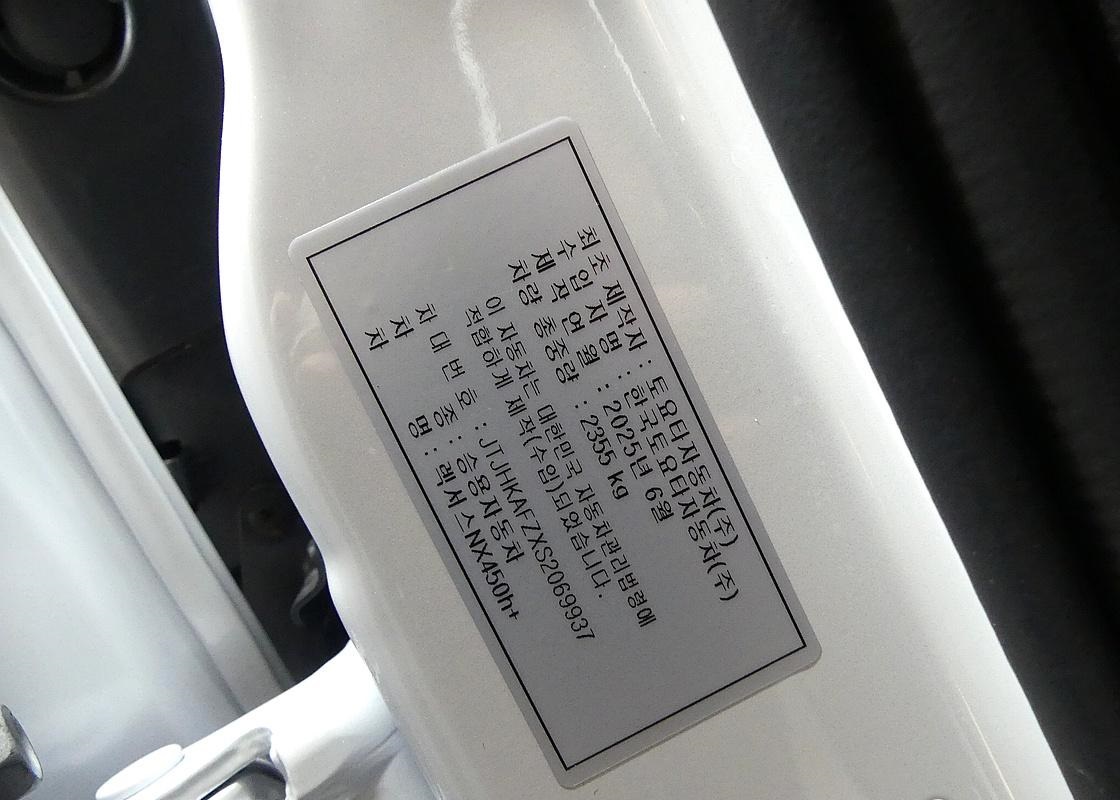 최초 제작자 : 토요타자동차(주)
수입자명 : 한국토요타자동차(주)
제작연월 : 2025년 6월
차량 총중량 : 2355 kg
이 자동차는 대한민국 자동차관리법령에
적합하게 제작(수입)되었습니다.
차대번호 : JTJHKAFZXS2069937
차종 : 승용자동차
차명 : 렉서스NX450h+